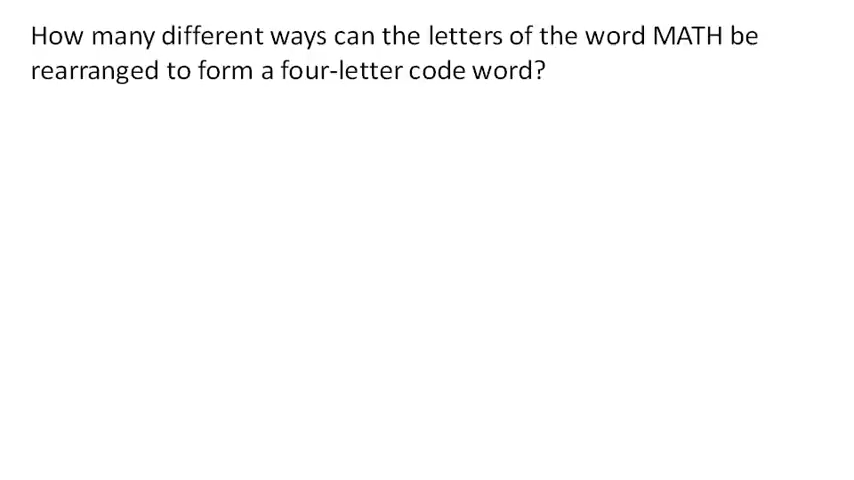 How many different ways can the letters of the word MATH be
rearranged to form a four-letter code word?